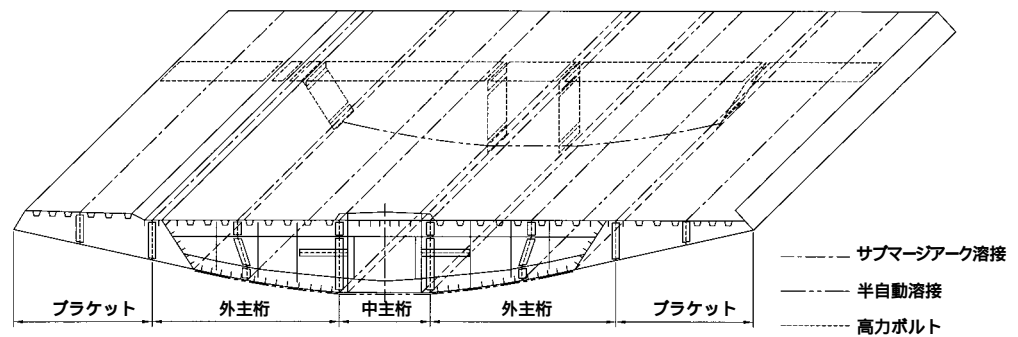 サブマージアーク溶接
半自動溶接
高力ボルト
ブラケット 外主桁 中主桁 外主桁 ブラケット